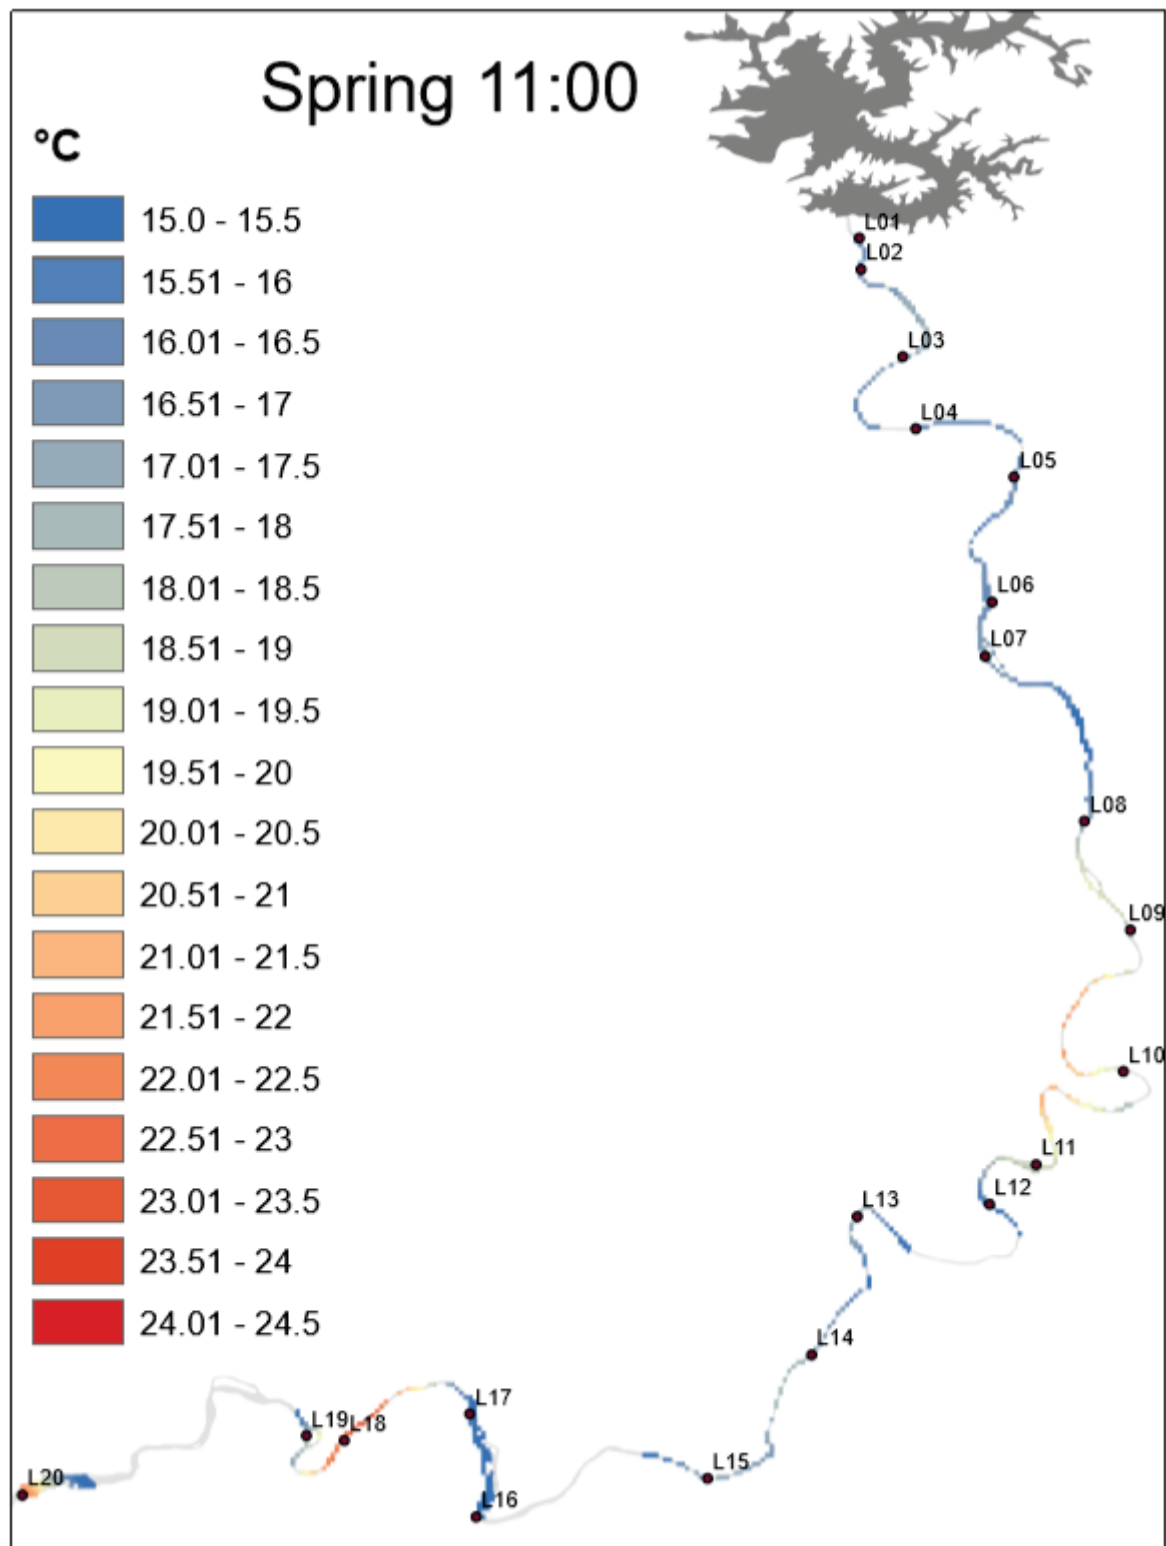 Spring 11:00
°C
15.0 - 15.5
15.51 - 16
16.01 - 16.5
16.51 - 17
17.01 - 17.5
17.51 - 18
18.01 - 18.5
18.51 - 19
19.01 - 19.5
19.51 - 20
20.01 - 20.5
20.51 - 21
21.01 - 21.5
21.51 - 22
22.01 - 22.5
22.51 - 23
23.01 - 23.5
23.51 - 24
24.01 - 24.5
L01
L02
L03
L04
L05
L06
L07
L08
L09
L10
L11
L12
L13
L14
L15
L16
L17
L18
L19
L20